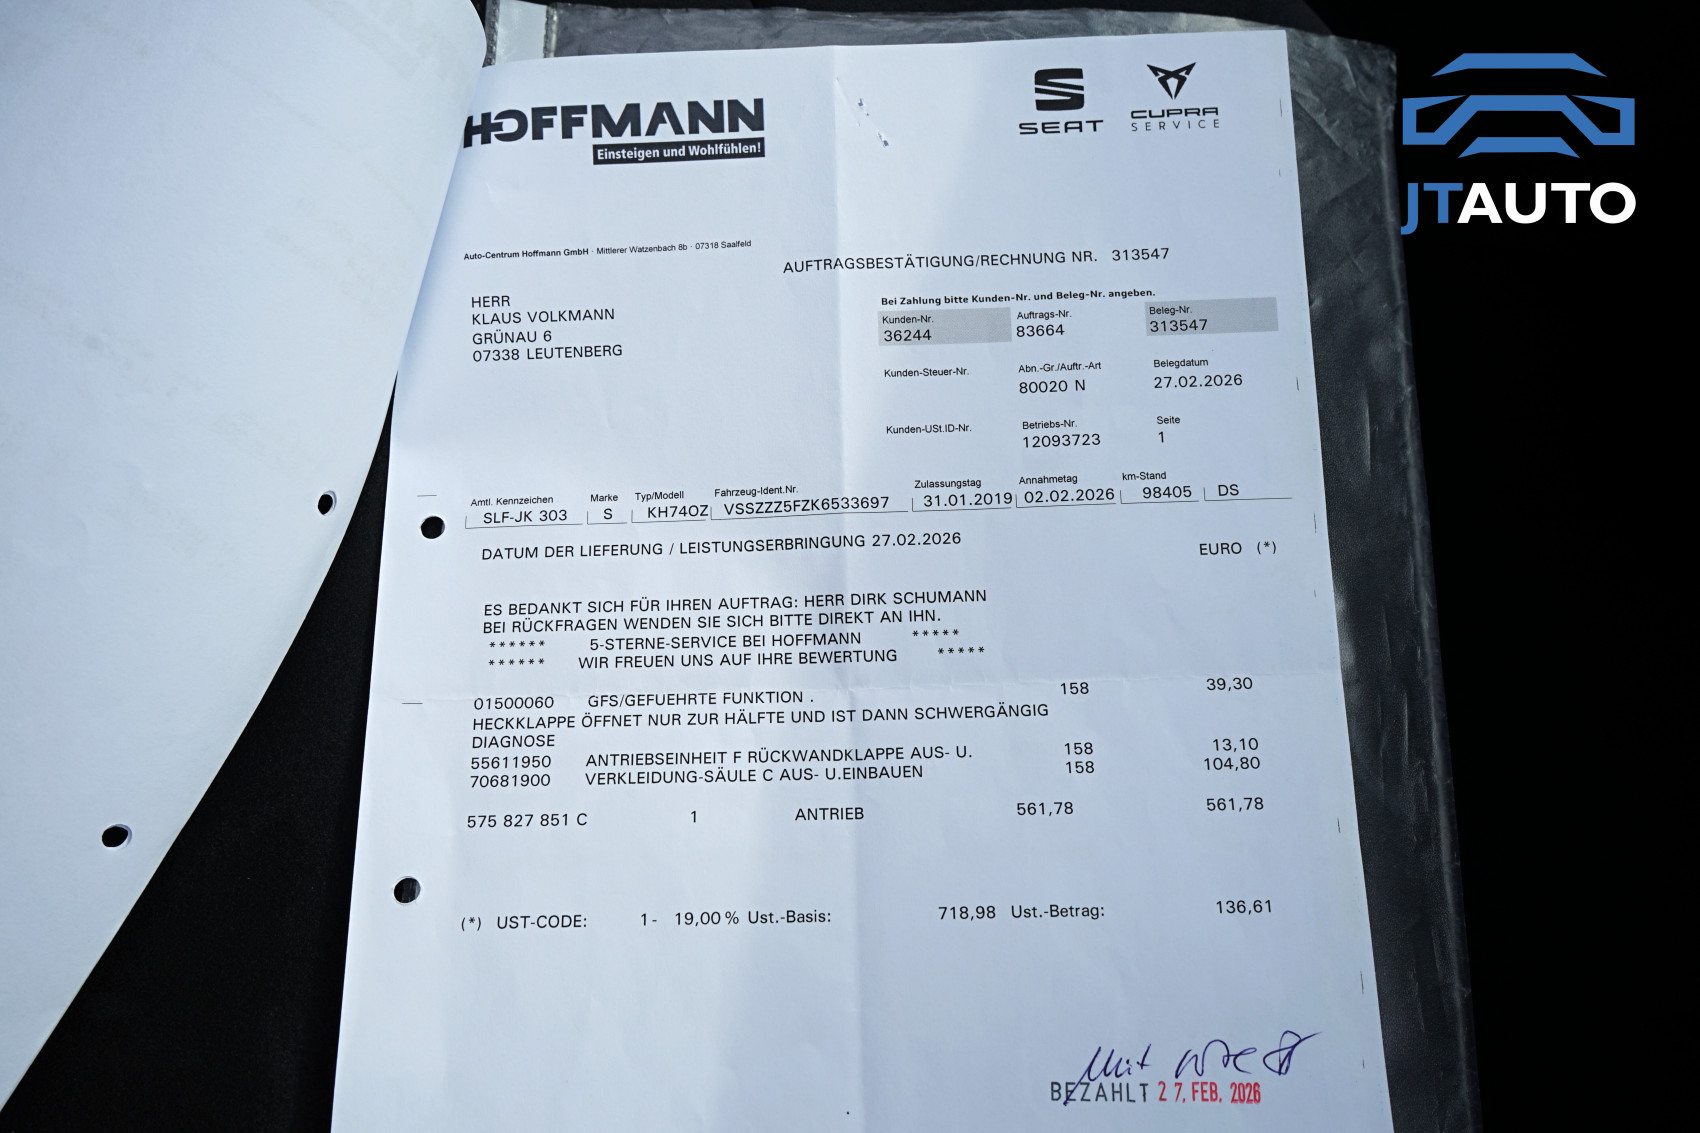 HOFFMANN
Einsteigen und Wohlfühlen!
SEAT
CUPRA
SERVICE
JTAUTO
Auto-Centrum Hoffmann GmbH · Mittlerer Watzenbach 8b · 07318 Saalfeld
AUFTRAGSBESTÄTIGUNG/RECHNUNG NR. 313547
HERR
KLAUS VOLKMANN
GRÜNAU 6
07338 LEUTENBERG
Bei Zahlung bitte Kunden-Nr. und Beleg-Nr. angeben.
Kunden-Nr. Auftrags-Nr. Beleg-Nr.
36244 83664 313547
Kunden-Steuer-Nr. Abn.-Gr./Auftr.-Art Belegdatum
80020 N 27.02.2026
Kunden-USt.ID-Nr. Betriebs-Nr. Seite
12093723 1
Amtl. Kennzeichen Marke Typ/Modell Fahrzeug-Ident.Nr. Zulassungstag Annahmetag km-Stand
SLF-JK 303 S KH74OZ VSSZZZ5FZK6533697 31.01.2019 02.02.2026 98405 DS
DATUM DER LIEFERUNG / LEISTUNGSERBRINGUNG 27.02.2026
EURO (*)
ES BEDANKT SICH FÜR IHREN AUFTRAG: HERR DIRK SCHUMANN
BEI RÜCKFRAGEN WENDEN SIE SICH BITTE DIREKT AN IHN.
****** 5-STERNE-SERVICE BEI HOFFMANN *****
****** WIR FREUEN UNS AUF IHRE BEWERTUNG *****
01500060 GFS/GEFUEHRTE FUNKTION . 158 39,30
HECKKLAPPE ÖFFNET NUR ZUR HÄLFTE UND IST DANN SCHWERGÄNGIG
DIAGNOSE
55611950 ANTRIEBSEINHEIT F RÜCKWANDKLAPPE AUS- U. 158 13,10
70681900 VERKLEIDUNG-SÄULE C AUS- U.EINBAUEN 158 104,80
575 827 851 C 1 ANTRIEB 561,78 561,78
(*) UST-CODE: 1- 19,00 % Ust.-Basis: 718,98 Ust.-Betrag: 136,61
Mit
BEZAHLT 27. FEB. 2026